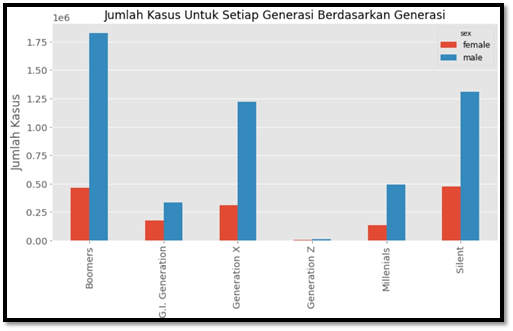 Jumlah Kasus Untuk Setiap Generasi Berdasarkan Generasi
1e6
sex
female
male
1.75
1.50
1.25
1.00
0.75
0.50
0.25
0.00
Jumlah Kasus
Boomers
G.I. Generation
Generation X
Generation Z
Millenials
Silent